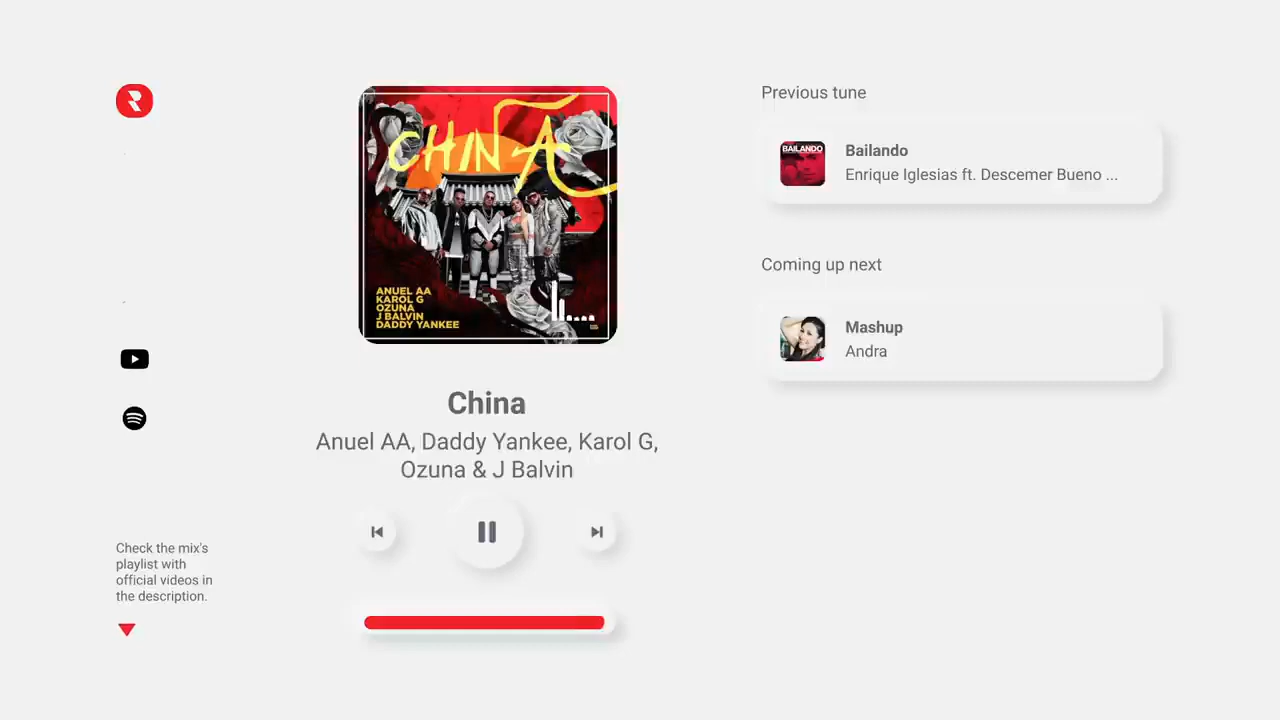 CHINA
ANUEL AA
KAROL G
OZUNA
J BALVIN
DADDY YANKEE
China
Anuel AA, Daddy Yankee, Karol G,
Ozuna & J Balvin
Check the mix's
playlist with
official videos in
the description.
Previous tune
BAILANDO
Bailando
Enrique Iglesias ft. Descemer Bueno ...
Coming up next
Mashup
Andra